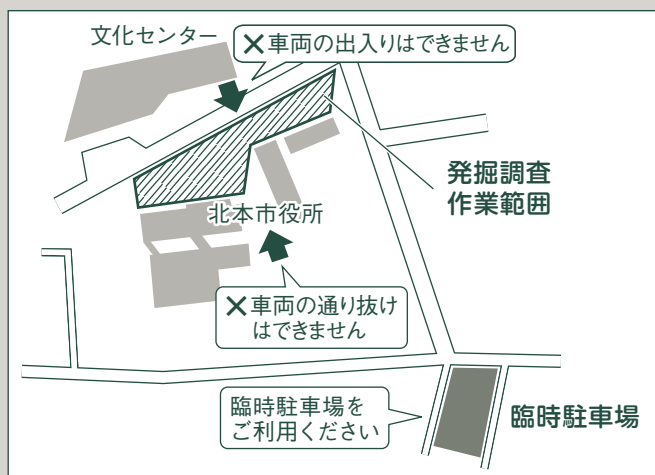 文化センター
×車両の出入りはできません
発掘調査
作業範囲
北本市役所
×車両の通り抜け
はできません
臨時駐車場を
ご利用ください
臨時駐車場